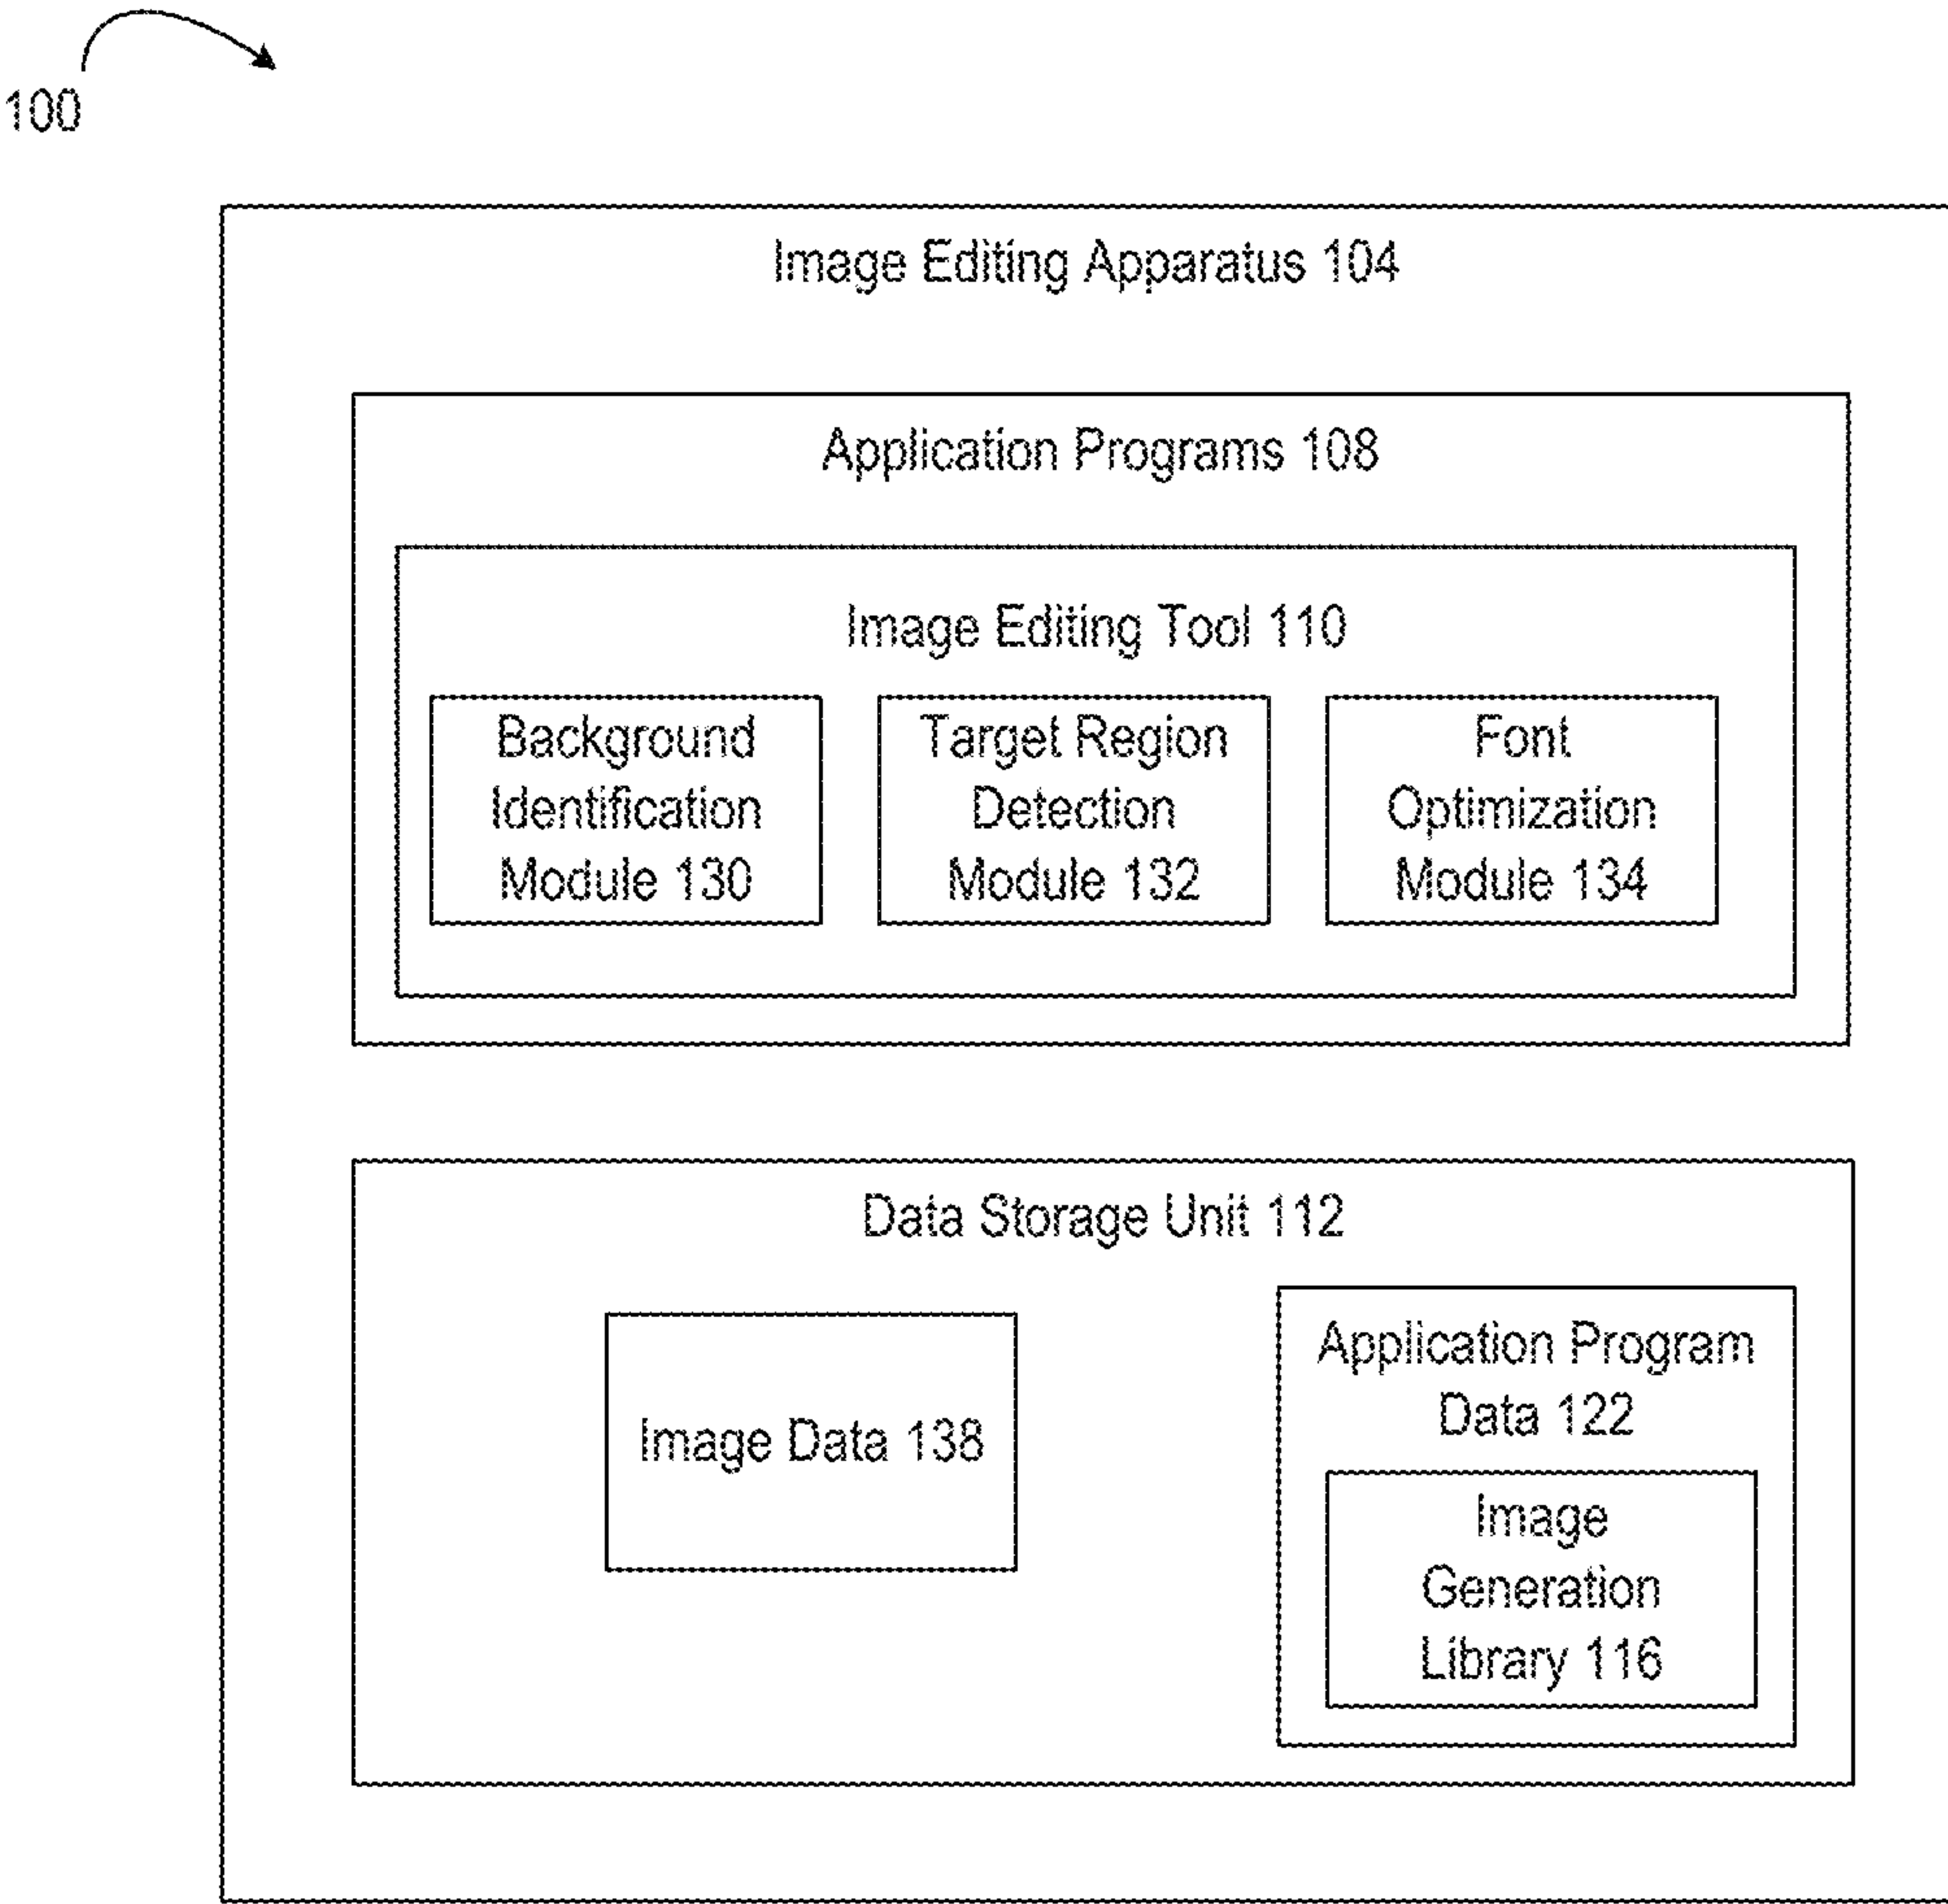 100
Image Editing Apparatus 104
Application Programs 108
Image Editing Tool 110
Background
Identification
Module 130
Target Region
Detection
Module 132
Font
Optimization
Module 134
Data Storage Unit 112
Image Data 138
Application Program
Data 122
Image
Generation
Library 116